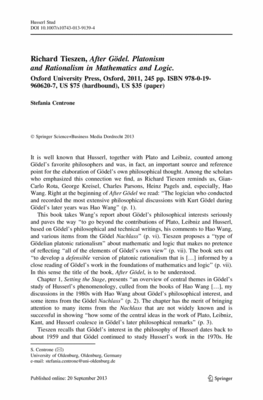 Husserl Stud
DOI 10.1007/s10743-013-9139-4
Richard Tieszen, After Gödel. Platonism
and Rationalism in Mathematics and Logic.
Oxford University Press, Oxford, 2011, 245 pp. ISBN 978-0-19-
960620-7, US $75 (hardbound), US $35 (paper)
Stefania Centrone
© Springer Science+Business Media Dordrecht 2013
It is well known that Husserl, together with Plato and Leibniz, counted among
Gödel's favorite philosophers and was, in fact, an important source and reference
point for the elaboration of Gödel's own philosophical thought. Among the scholars
who emphasized this connection we find, as Richard Tieszen reminds us, Gian-
Carlo Rota, George Kreisel, Charles Parsons, Heinz Pagels and, especially, Hao
Wang. Right at the beginning of After Gödel we read: "The logician who conducted
and recorded the most extensive philosophical discussions with Kurt Gödel during
Gödel's later years was Hao Wang" (p. 1).
This book takes Wang's report about Gödel's philosophical interests seriously
and paves the way "to go beyond the contributions of Plato, Leibniz and Husserl,
based on Gödel's philosophical and technical writings, his comments to Hao Wang,
and various items from the Gödel Nachlass" (p. vi). Tieszen proposes a "type of
Gödelian platonic rationalism" about mathematic and logic that makes no pretense
of reflecting "all of the elements of Gödel's own view" (p. vii). The book sets out
"to develop a defensible version of platonic rationalism that is […] informed by a
close reading of Gödel's work in the foundations of mathematics and logic" (p. vii).
In this sense the title of the book, After Gödel, is to be understood.
Chapter 1, Setting the Stage, presents "an overview of central themes in Gödel's
study of Husserl's phenomenology, culled from the books of Hao Wang […], my
discussions in the 1980s with Hao Wang about Gödel's philosophical interest, and
some items from the Gödel Nachlass" (p. 2). The chapter has the merit of bringing
attention to many items from the Nachlass that are not widely known and is
successful in showing "how some of the central ideas in the work of Plato, Leibniz,
Kant, and Husserl coalesce in Gödel's later philosophical remarks" (p. 3).
Tieszen recalls that Gödel's interest in the philosophy of Husserl dates back to
about 1959 and that Gödel continued to study Husserl's work in the 1970s. He
S. Centrone (✉)
University of Oldenburg, Oldenburg, Germany
e-mail: stefania.centrone@uni-oldenburg.de
Published online: 20 September 2013
Springer